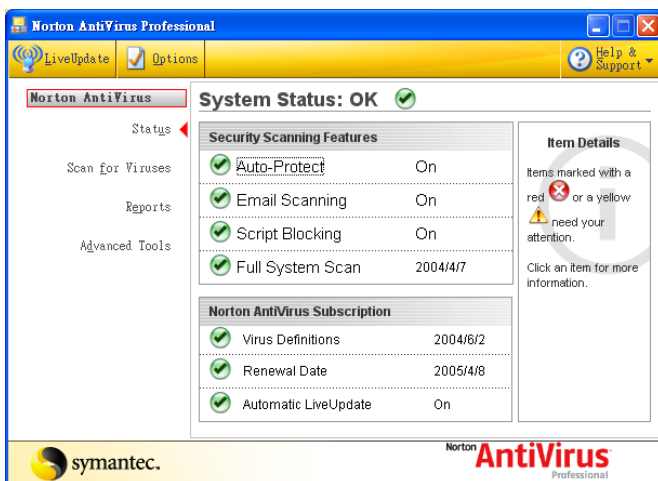 Norton AntiVirus Professional
LiveUpdate Options Help & Support
Norton AntiVirus
Status
Scan for Viruses
Reports
Advanced Tools
System Status: OK
Security Scanning Features
Auto-Protect On
Email Scanning On
Script Blocking On
Full System Scan 2004/4/7
Norton AntiVirus Subscription
Virus Definitions 2004/6/2
Renewal Date 2005/4/8
Automatic LiveUpdate On
Item Details
Items marked with a
red or a yellow
need your
attention.
Click an item for more
information.
symantec.
Norton AntiVirus
Professional